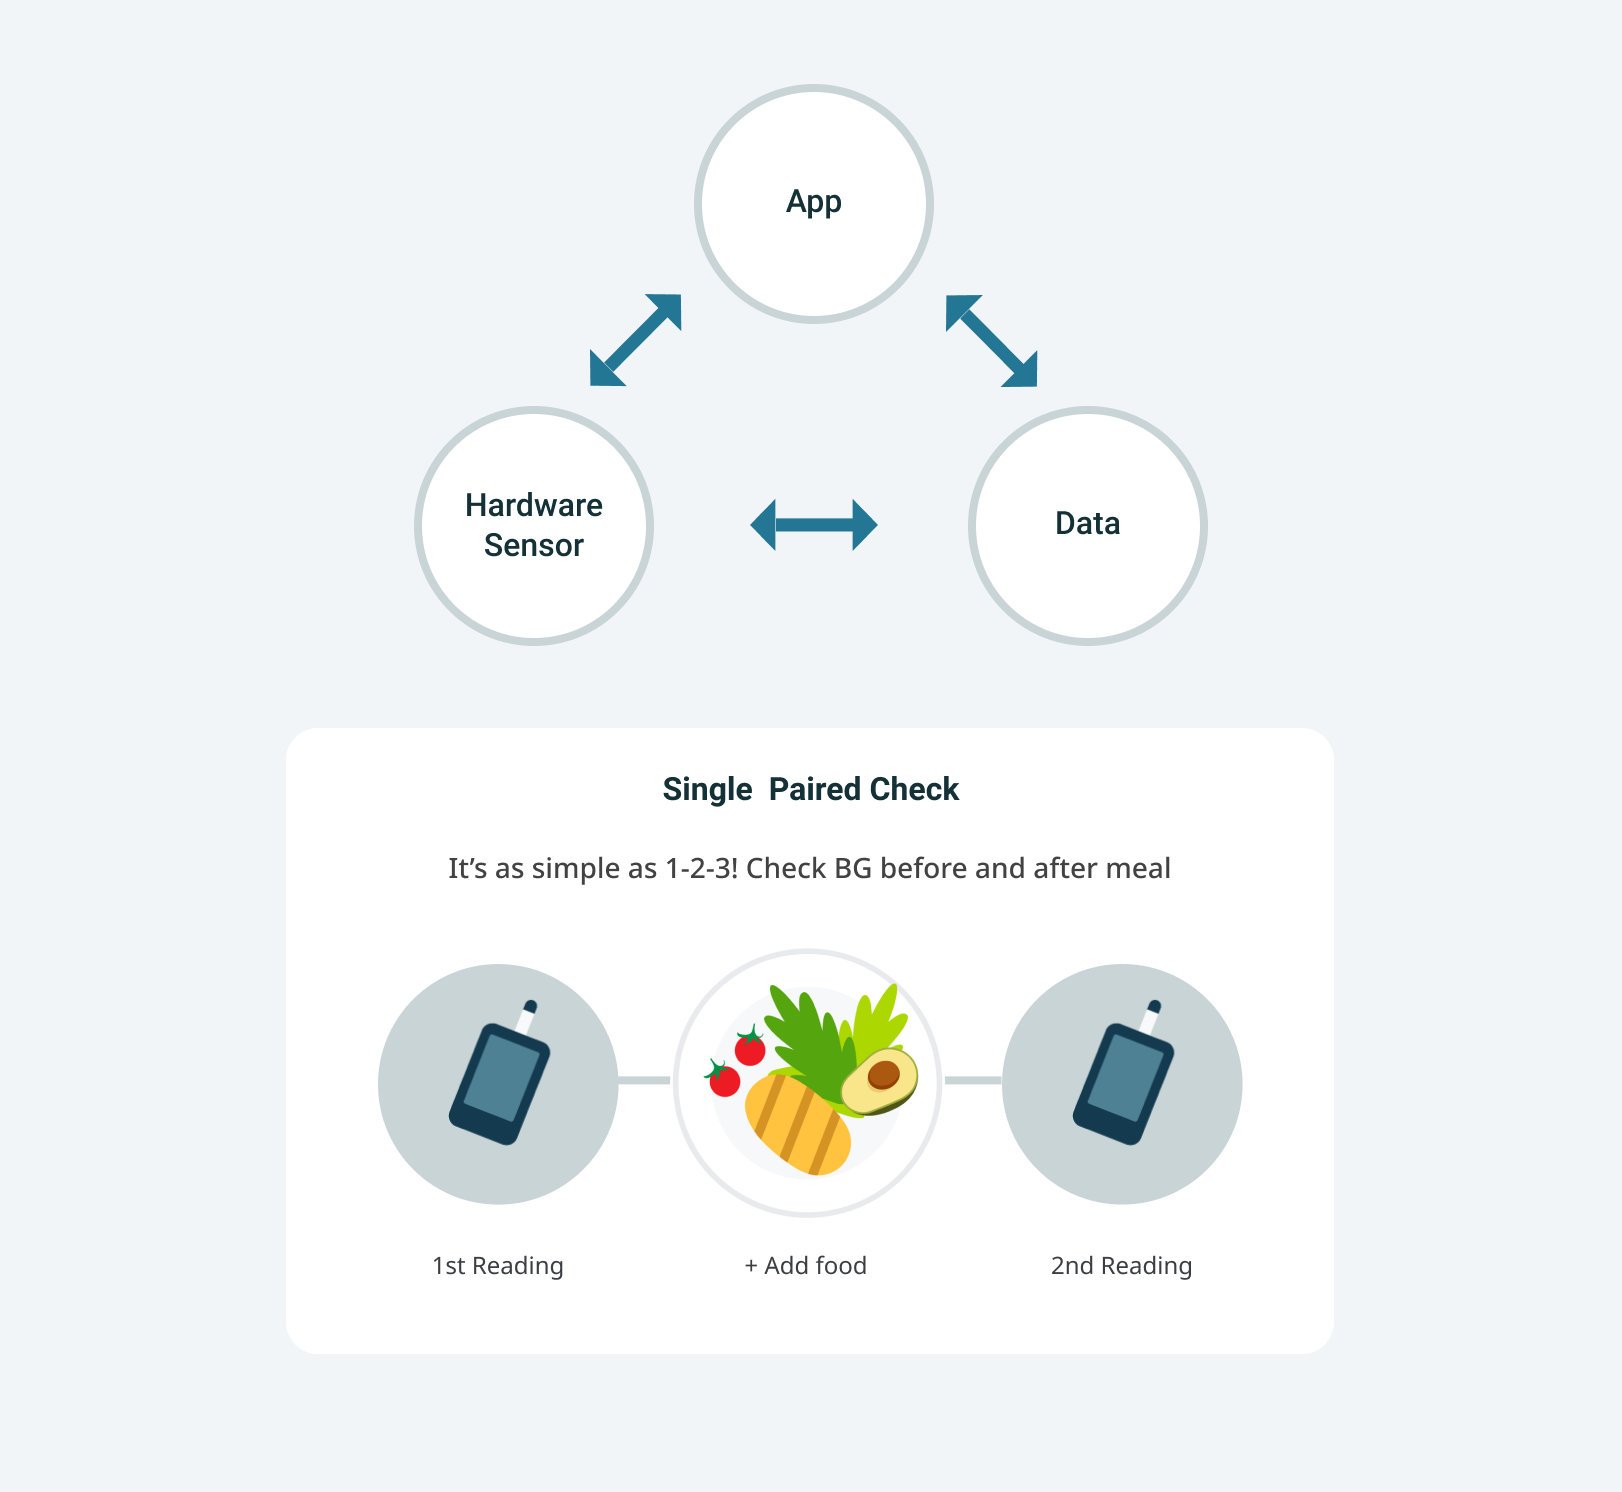 App
Hardware
Sensor
Data
Single Paired Check
It’s as simple as 1-2-3! Check BG before and after meal
1st Reading
+ Add food
2nd Reading